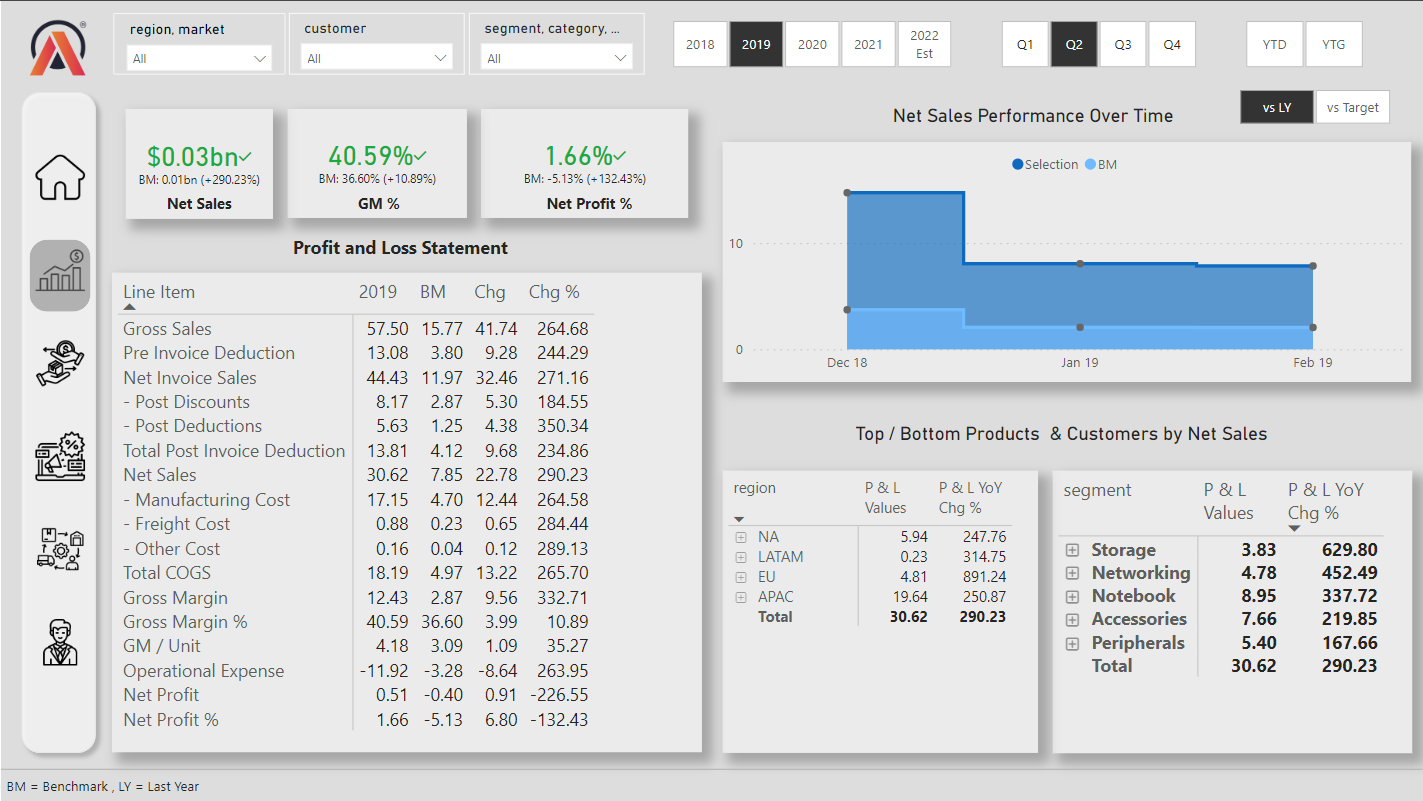 region, market
All
customer
All
segment, category, ...
All
2018
2019
2020
2021
2022
Est
Q1
Q2
Q3
Q4
YTD
YTG
vs LY
vs Target
$0.03bn✓
BM: 0.01bn (+290.23%)
Net Sales
40.59%✓
BM: 36.60% (+10.89%)
GM %
1.66%✓
BM: -5.13% (+132.43%)
Net Profit %
Net Sales Performance Over Time
Selection BM
10
0
Dec 18 Jan 19 Feb 19
Profit and Loss Statement
Line Item 2019 BM Chg Chg %
Gross Sales 57.50 15.77 41.74 264.68
Pre Invoice Deduction 13.08 3.80 9.28 244.29
Net Invoice Sales 44.43 11.97 32.46 271.16
- Post Discounts 8.17 2.87 5.30 184.55
- Post Deductions 5.63 1.25 4.38 350.34
Total Post Invoice Deduction 13.81 4.12 9.68 234.86
Net Sales 30.62 7.85 22.78 290.23
- Manufacturing Cost 17.15 4.70 12.44 264.58
- Freight Cost 0.88 0.23 0.65 284.44
- Other Cost 0.16 0.04 0.12 289.13
Total COGS 18.19 4.97 13.22 265.70
Gross Margin 12.43 2.87 9.56 332.71
Gross Margin % 40.59 36.60 3.99 10.89
GM / Unit 4.18 3.09 1.09 35.27
Operational Expense -11.92 -3.28 -8.64 263.95
Net Profit 0.51 -0.40 0.91 -226.55
Net Profit % 1.66 -5.13 6.80 -132.43
Top / Bottom Products & Customers by Net Sales
region P & L Values P & L YoY Chg %
NA 5.94 247.76
LATAM 0.23 314.75
EU 4.81 891.24
APAC 19.64 250.87
Total 30.62 290.23
segment P & L Values P & L YoY Chg %
Storage 3.83 629.80
Networking 4.78 452.49
Notebook 8.95 337.72
Accessories 7.66 219.85
Peripherals 5.40 167.66
Total 30.62 290.23
BM = Benchmark , LY = Last Year